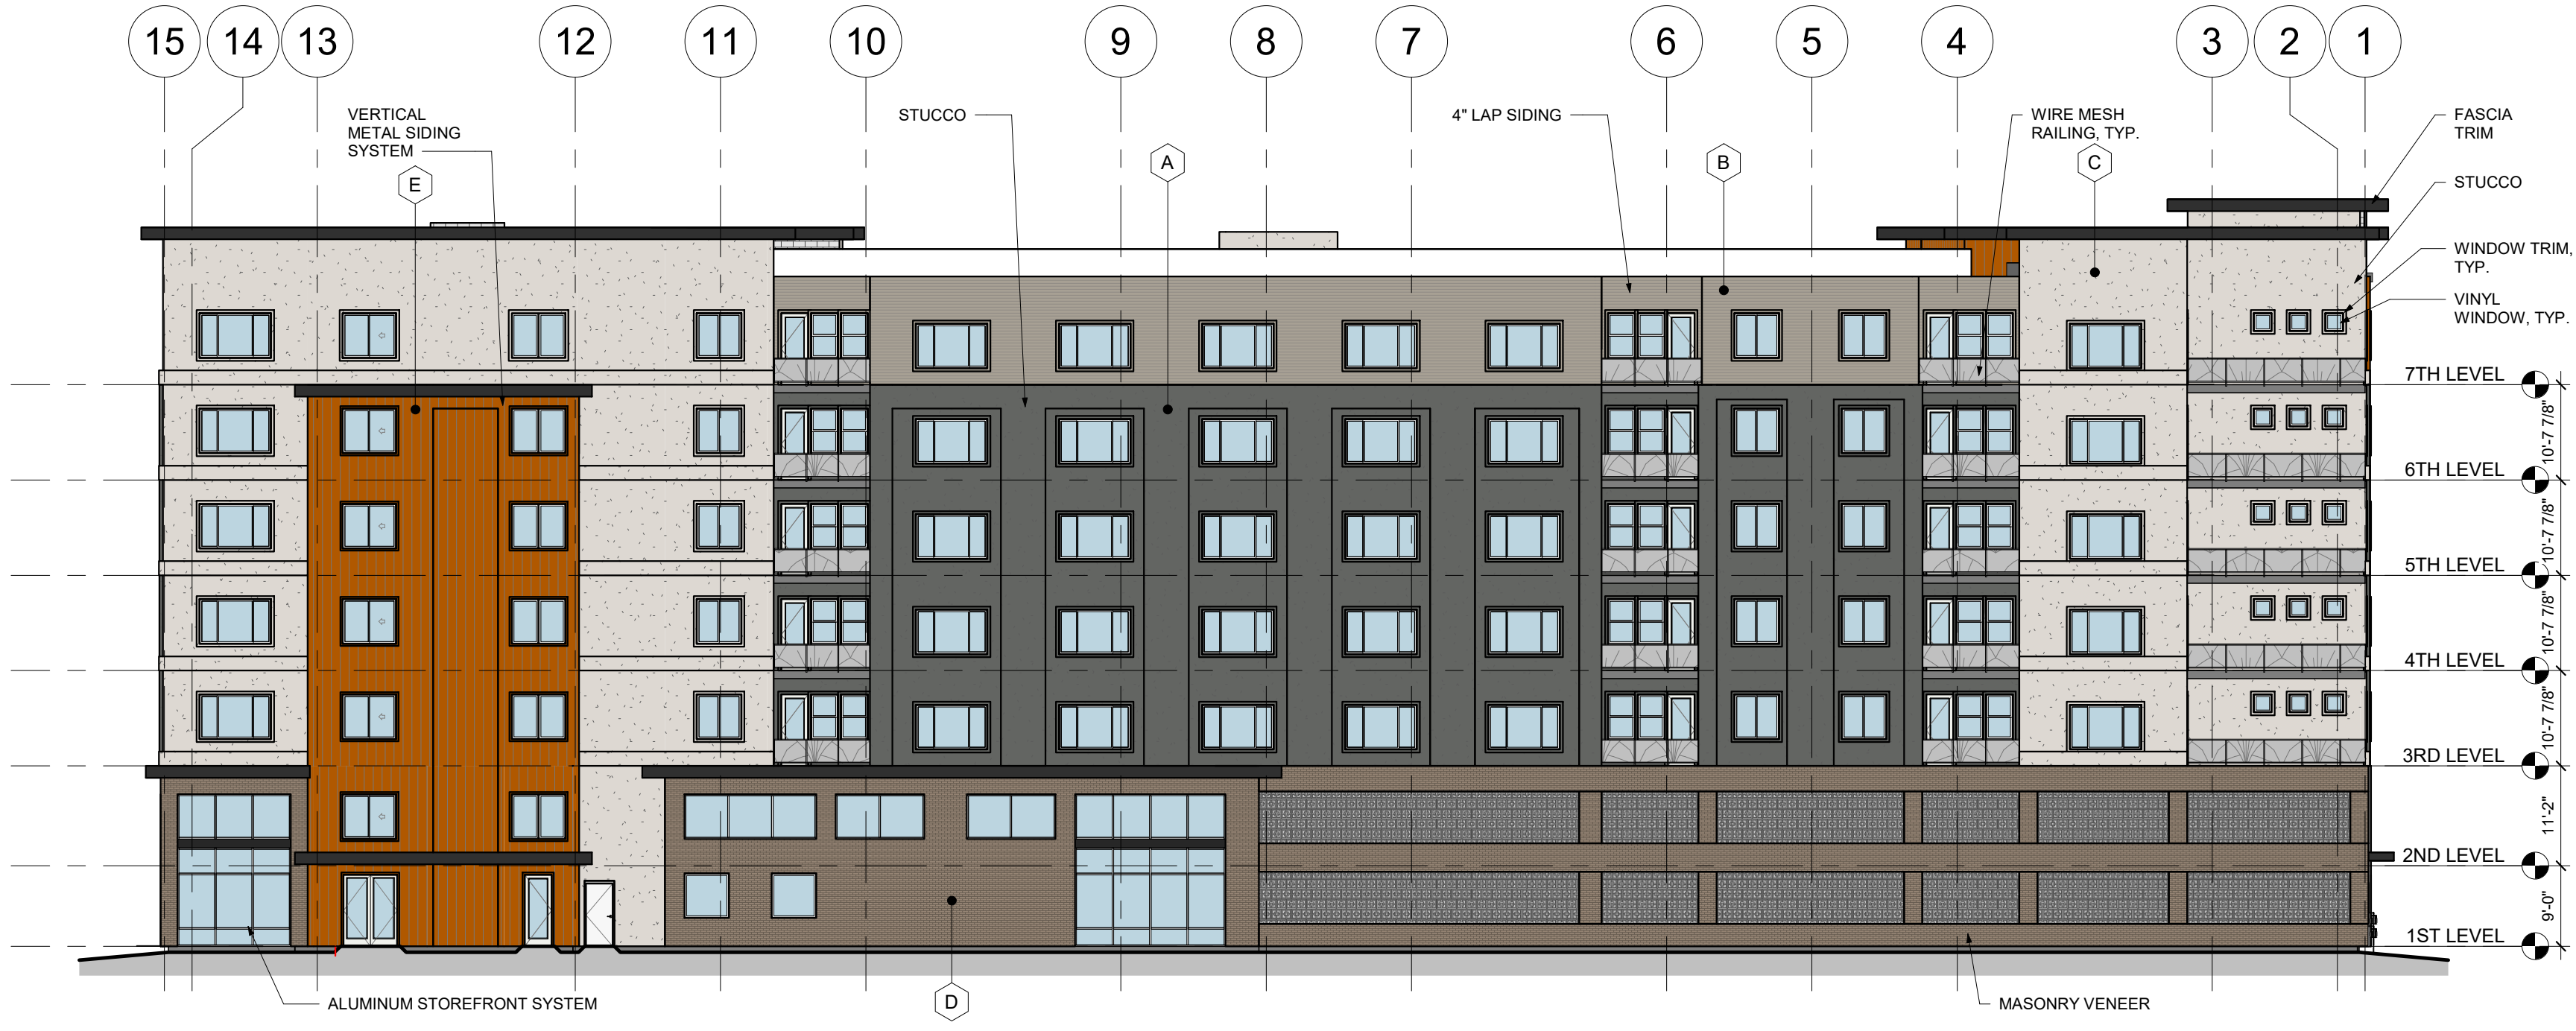 15 14 13 12 11 10 9 8 7 6 5 4 3 2 1
VERTICAL
METAL SIDING
SYSTEM
STUCCO
4" LAP SIDING
WIRE MESH
RAILING, TYP.
FASCIA
TRIM
E
A
B
C
STUCCO
WINDOW TRIM,
TYP.
VINYL
WINDOW, TYP.
7TH LEVEL
10'-7 7/8"
6TH LEVEL
10'-7 7/8"
5TH LEVEL
10'-7 7/8"
4TH LEVEL
10'-7 7/8"
3RD LEVEL
11'-2"
2ND LEVEL
9'-0"
1ST LEVEL
ALUMINUM STOREFRONT SYSTEM
D
MASONRY VENEER